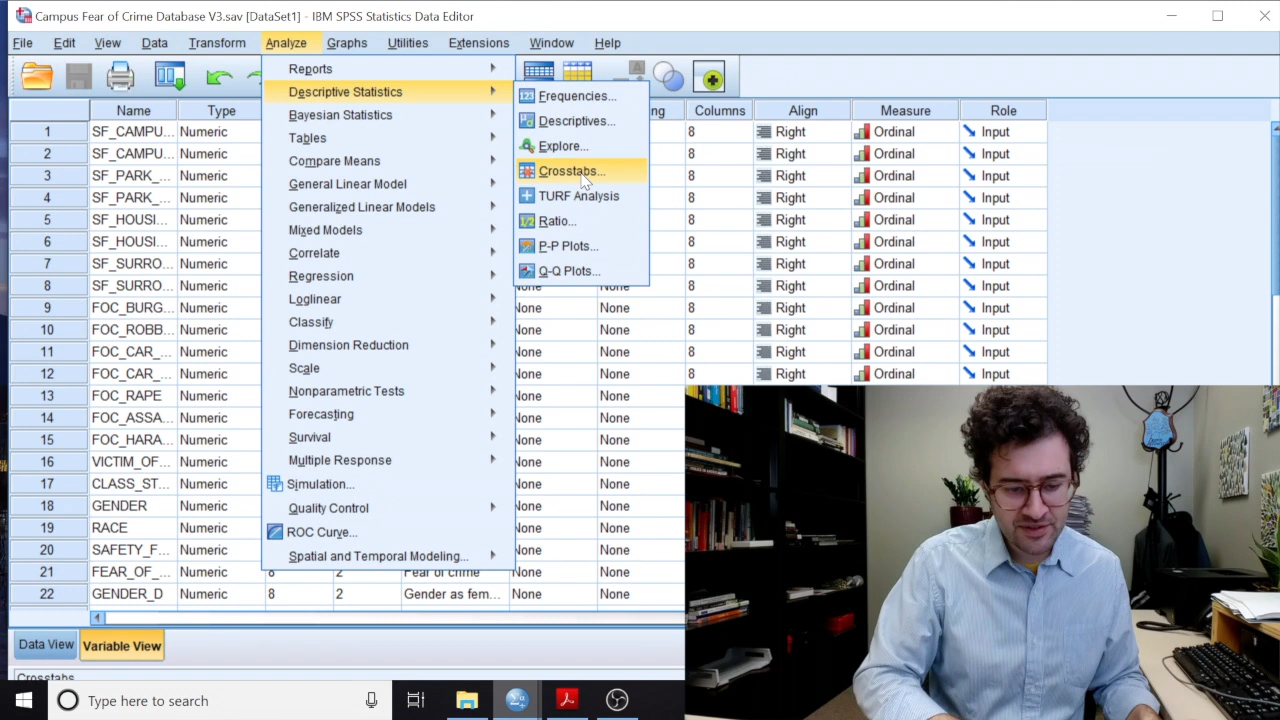 Campus Fear of Crime Database V3.sav [DataSet1] - IBM SPSS Statistics Data Editor
File Edit View Data Transform Analyze Graphs Utilities Extensions Window Help
Name Type ng Columns Align Measure Role
Reports
Descriptive Statistics
Bayesian Statistics
Tables
Compare Means
General Linear Model
Generalized Linear Models
Mixed Models
Correlate
Regression
Loglinear
Classify
Dimension Reduction
Scale
Nonparametric Tests
Forecasting
Survival
Multiple Response
Simulation...
Quality Control
ROC Curve...
Spatial and Temporal Modeling...
Frequencies...
Descriptives...
Explore...
Crosstabs...
TURF Analysis
Ratio...
P-P Plots...
Q-Q Plots...
1 SF_CAMPU... Numeric 8 Right Ordinal Input
2 SF_CAMPU... Numeric 8 Right Ordinal Input
3 SF_PARK_... Numeric 8 Right Ordinal Input
4 SF_PARK_... Numeric 8 Right Ordinal Input
5 SF_HOUSI... Numeric 8 Right Ordinal Input
6 SF_HOUSI... Numeric 8 Right Ordinal Input
7 SF_SURRO... Numeric 8 Right Ordinal Input
8 SF_SURRO... Numeric None None 8 Right Ordinal Input
9 FOC_BURG... Numeric None None 8 Right Ordinal Input
10 FOC_ROBB... Numeric None None 8 Right Ordinal Input
11 FOC_CAR_... Numeric None None 8 Right Ordinal Input
12 FOC_CAR_... Numeric None None 8 Right Ordinal Input
13 FOC_RAPE Numeric None None
14 FOC_ASSA... Numeric None None
15 FOC_HARA... Numeric None None
16 VICTIM_OF... Numeric None None
17 CLASS_ST... Numeric None None
18 GENDER Numeric None None
19 RACE Numeric None None
20 SAFETY_F... Numeric None None
21 FEAR_OF_... Numeric 8 2 Fear of crime None None
22 GENDER_D Numeric 8 2 Gender as fem... None None
Data View Variable View
Crosstabs
Type here to search